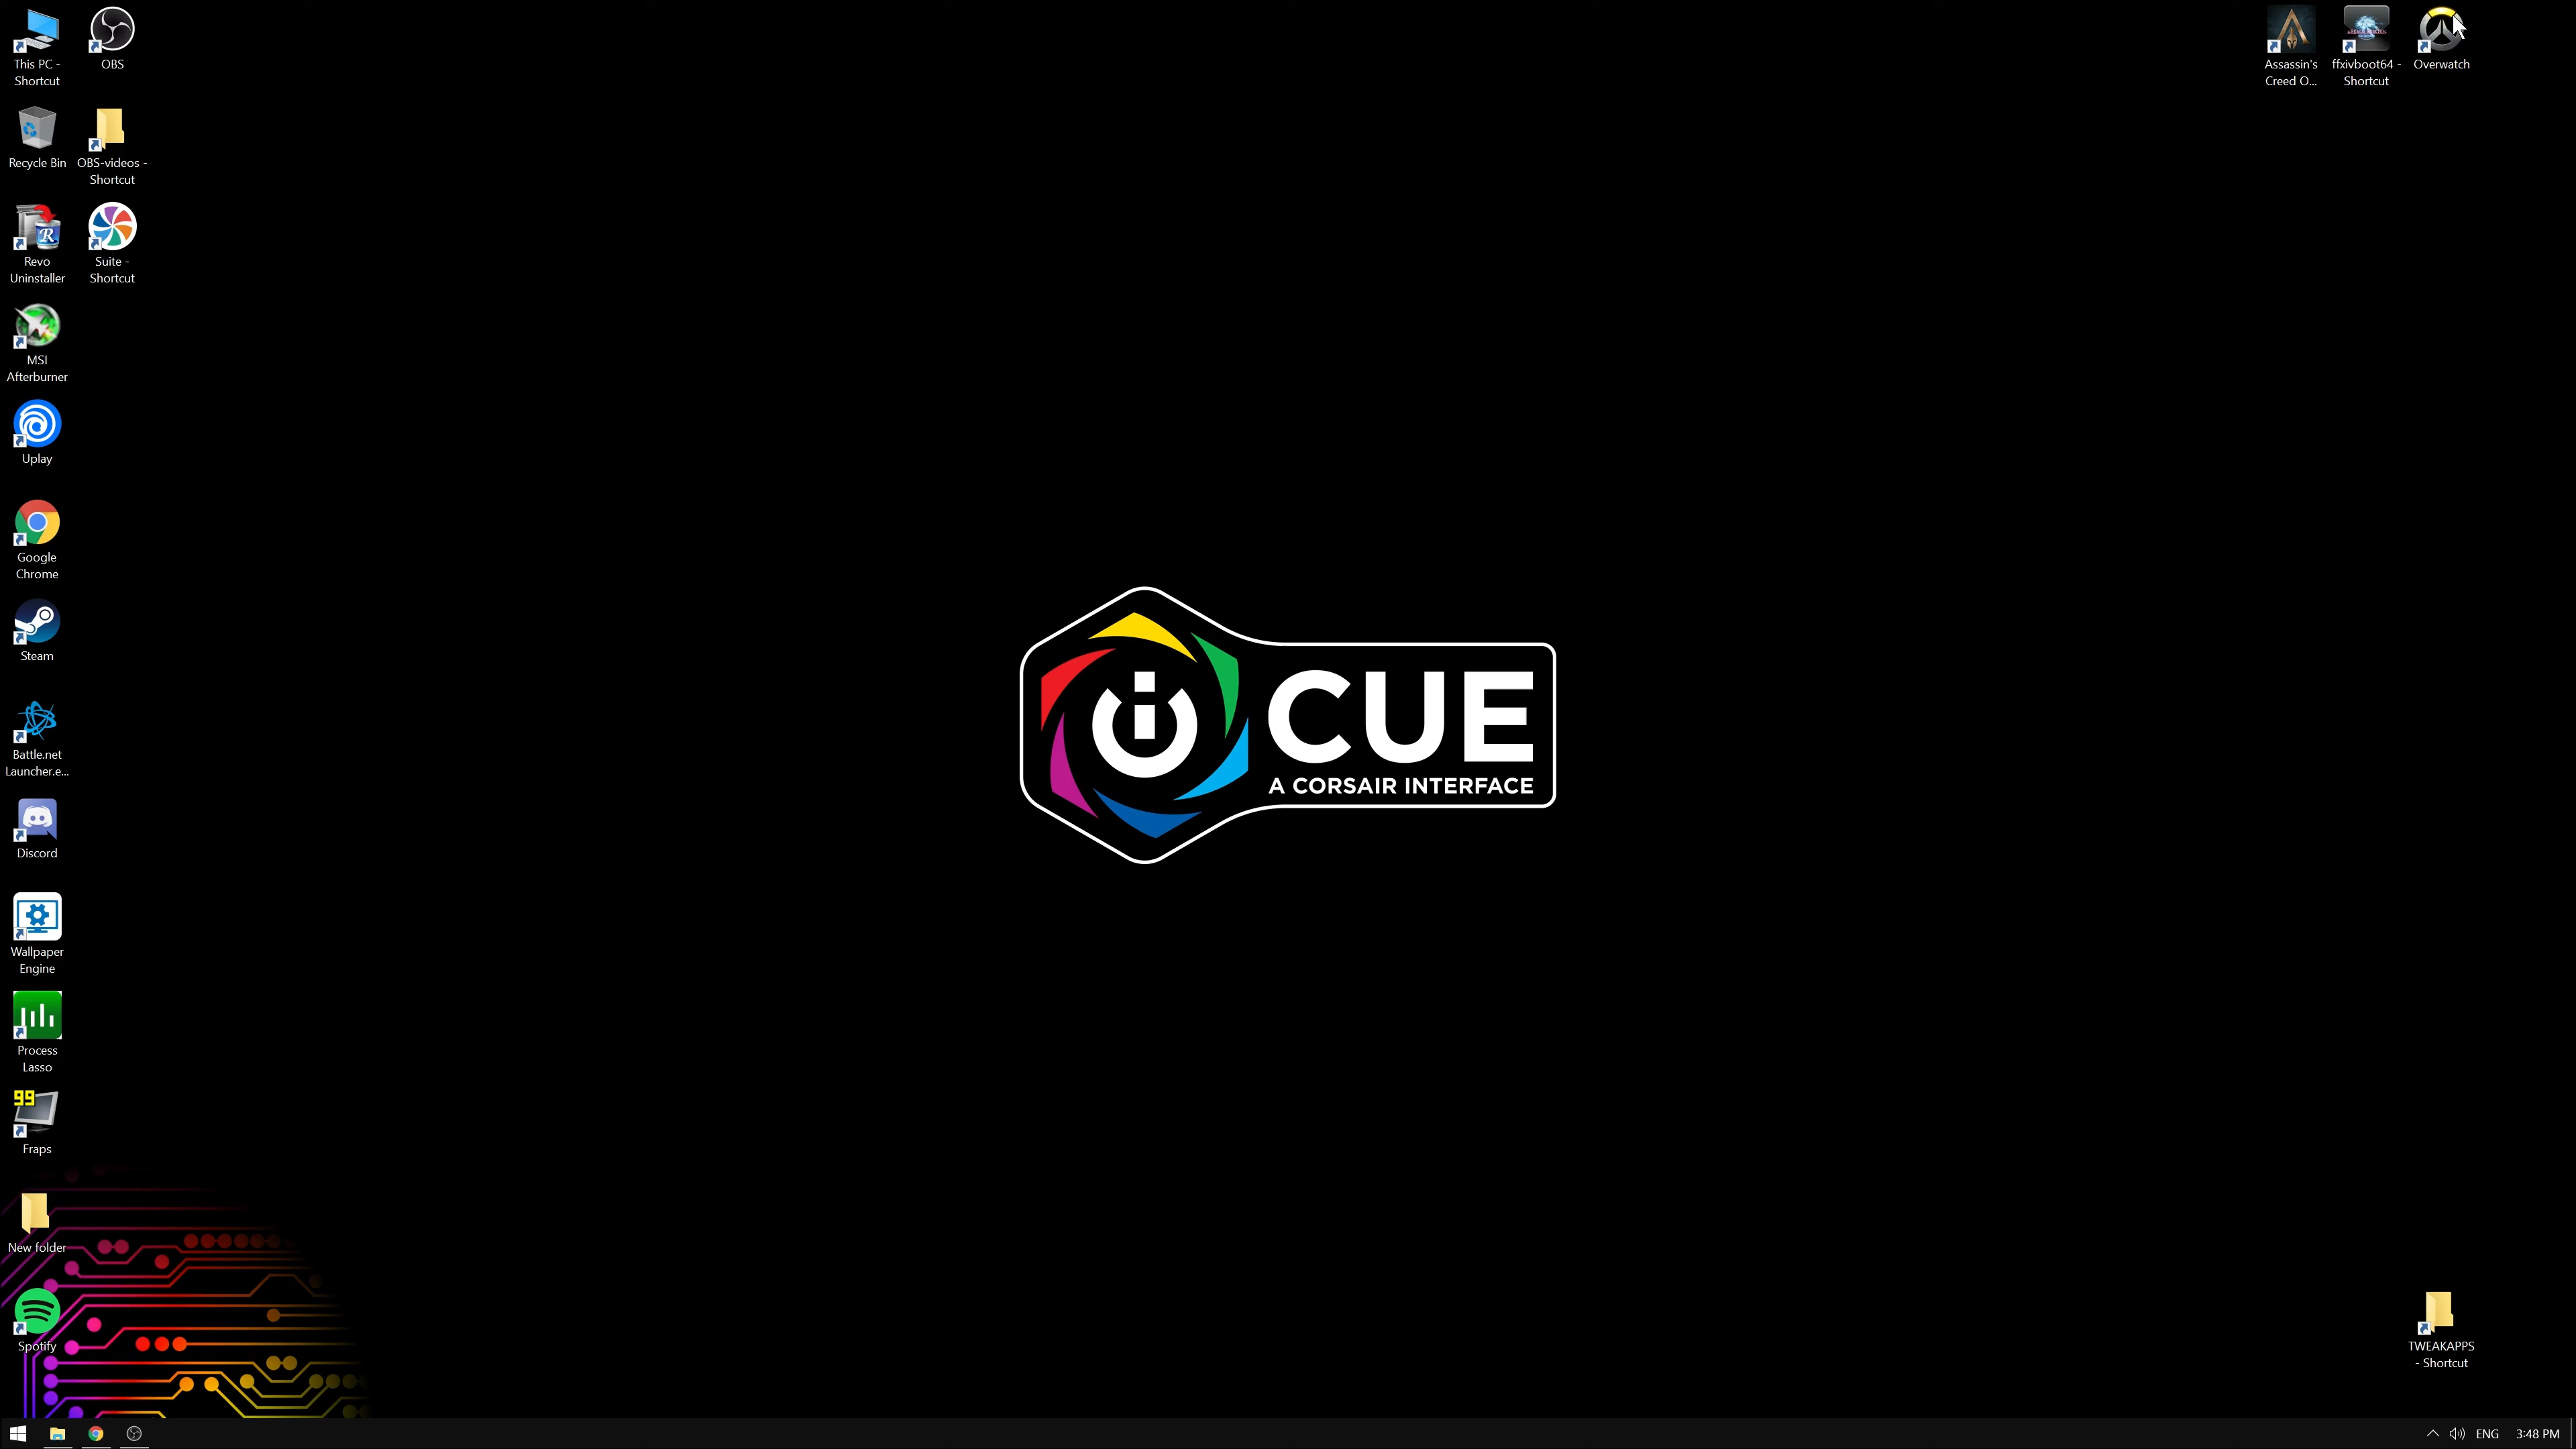 This PC -
Shortcut
OBS
Assassin's
Creed O...
ffxivboot64 -
Shortcut
Overwatch
Recycle Bin
OBS-videos -
Shortcut
R
Revo
Uninstaller
Suite -
Shortcut
MSI
Afterburner
Uplay
Google
Chrome
Steam
i CUE
A CORSAIR INTERFACE
Battle.net
Launcher.e...
Discord
Wallpaper
Engine
Process
Lasso
99
Fraps
New folder
Spotify
TWEAKAPPS
- Shortcut
ENG
3:48 PM